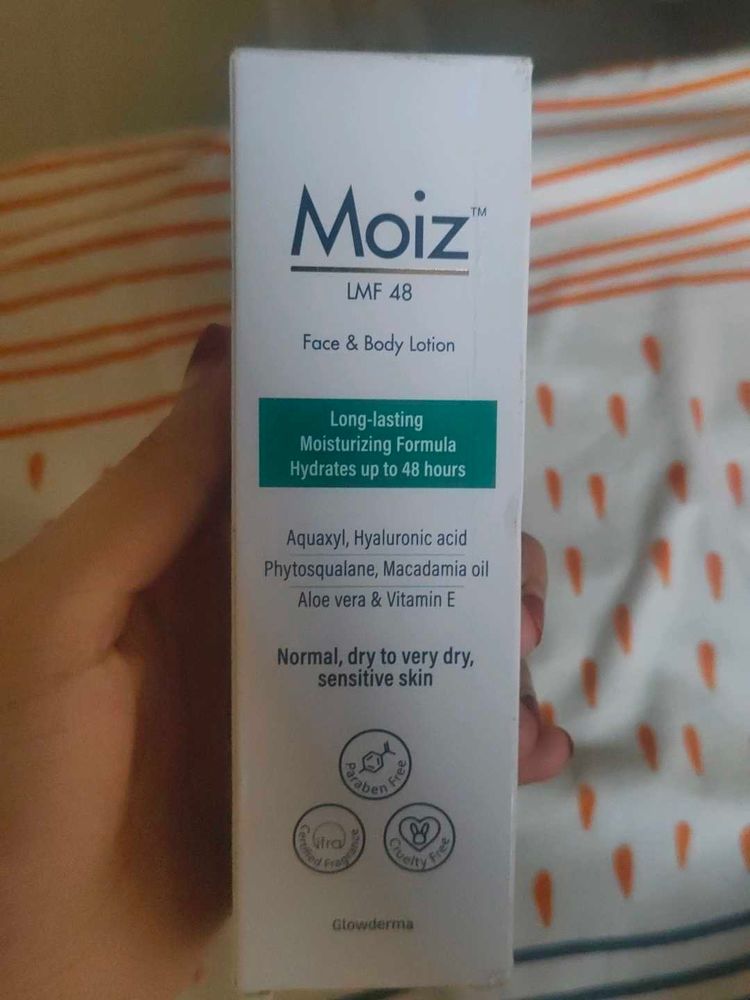 Moiz™
LMF 48
Face & Body Lotion
Long-lasting
Moisturizing Formula
Hydrates up to 48 hours
Aquaxyl, Hyaluronic acid
Phytosqualane, Macadamia oil
Aloe vera & Vitamin E
Normal, dry to very dry,
sensitive skin
Paraben Free
ifra
Certified Fragrance
Cruelty Free
Glowderma